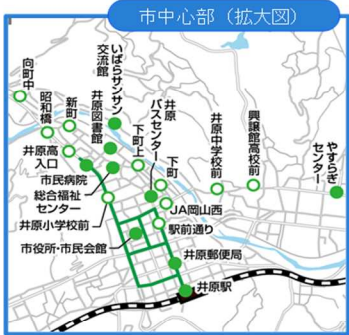 市中心部（拡大図）
向町中
昭和橋
新町
井原図書館
いばらサンサン
交流館
下町上
井原
バスセンター
下町
井原中学校前
興譲館高校前
やすらぎ
センター
井原高
入口
市民病院
総合福祉
センター
井原小学校前
市役所・市民会館
JA岡山西
駅前通り
井原郵便局
井原駅